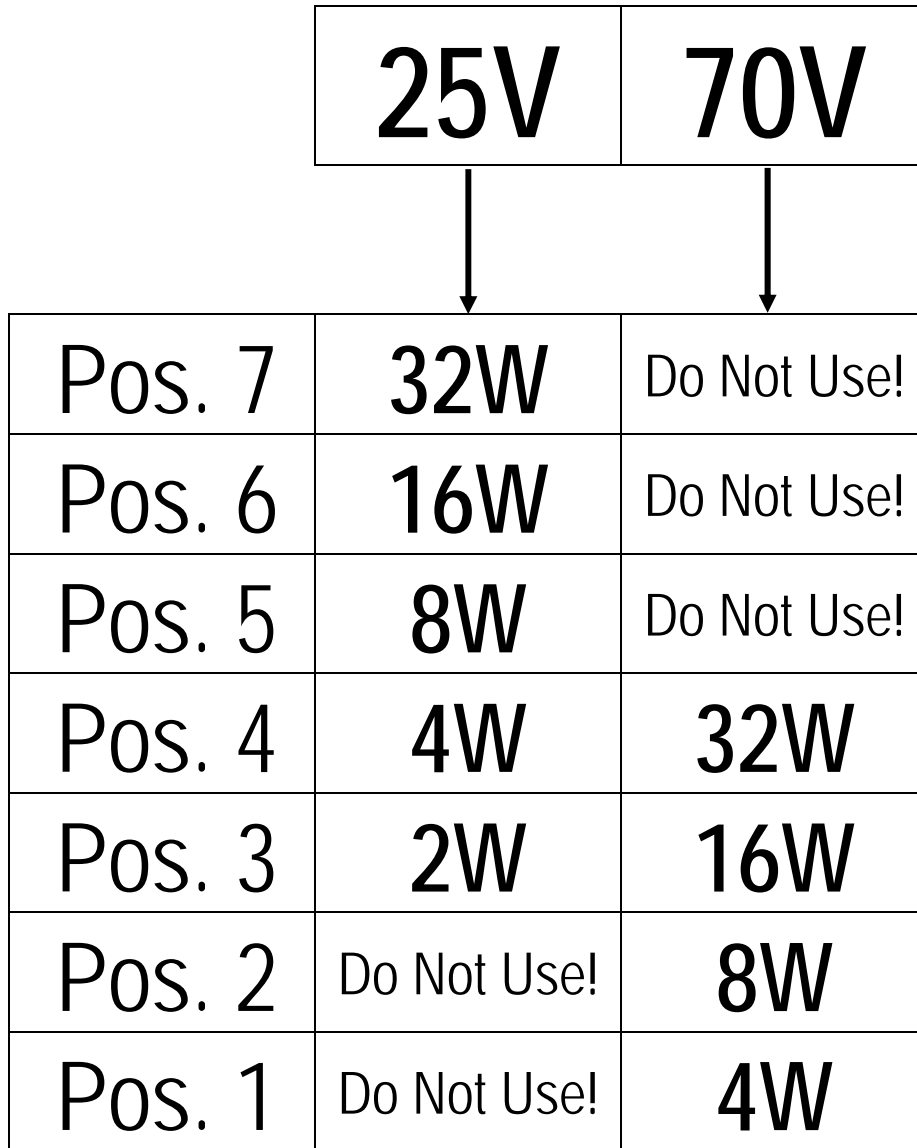 25V 70V
Pos. 7 32W Do Not Use!
Pos. 6 16W Do Not Use!
Pos. 5 8W Do Not Use!
Pos. 4 4W 32W
Pos. 3 2W 16W
Pos. 2 Do Not Use! 8W
Pos. 1 Do Not Use! 4W